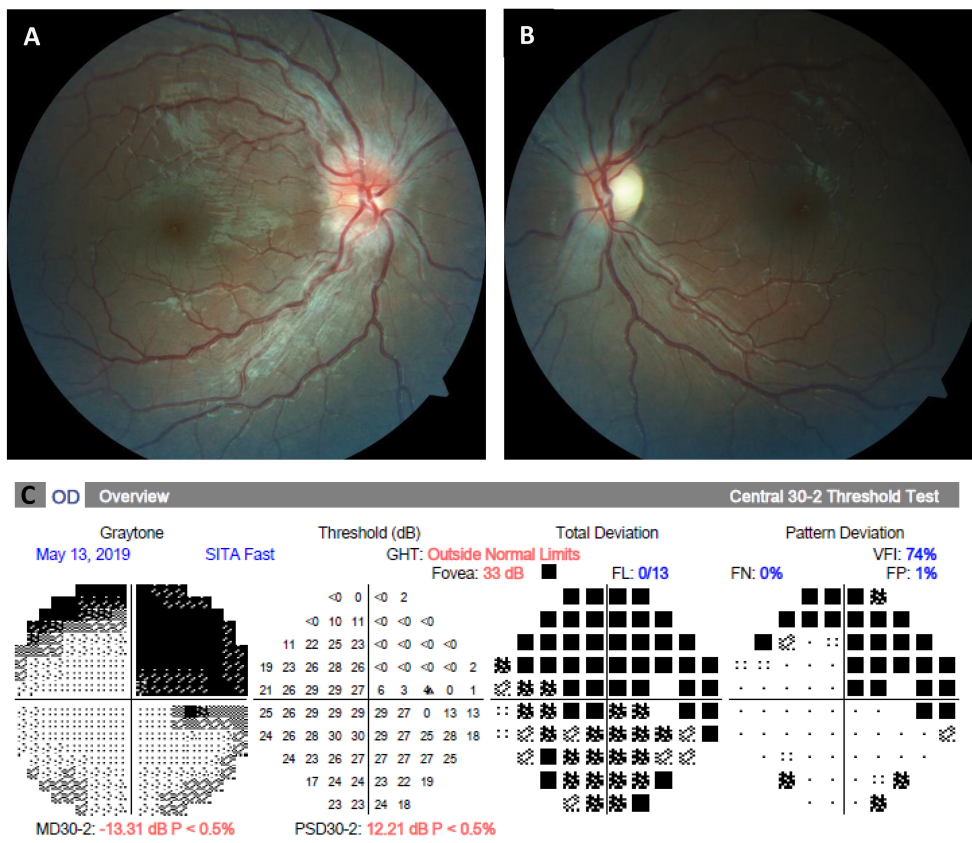 A B
C OD Overview Central 30-2 Threshold Test
Graytone Threshold (dB) Total Deviation Pattern Deviation
May 13, 2019 SITA Fast GHT: Outside Normal Limits VFI: 74%
Fovea: 33 dB FL: 0/13 FN: 0% FP: 1%
<0 0 <0 2
<0 10 11 <0 <0 <0
11 22 25 23 <0 <0 <0 <0
19 23 26 28 26 <0 <0 <0 <0 2
21 26 29 29 27 6 3 0 1
25 26 29 29 29 29 27 0 13 13
24 26 28 30 30 29 27 25 28 18
24 23 26 27 27 27 27 25
17 24 24 23 22 19
23 23 24 18
MD30-2: -13.31 dB P < 0.5% PSD30-2: 12.21 dB P < 0.5%